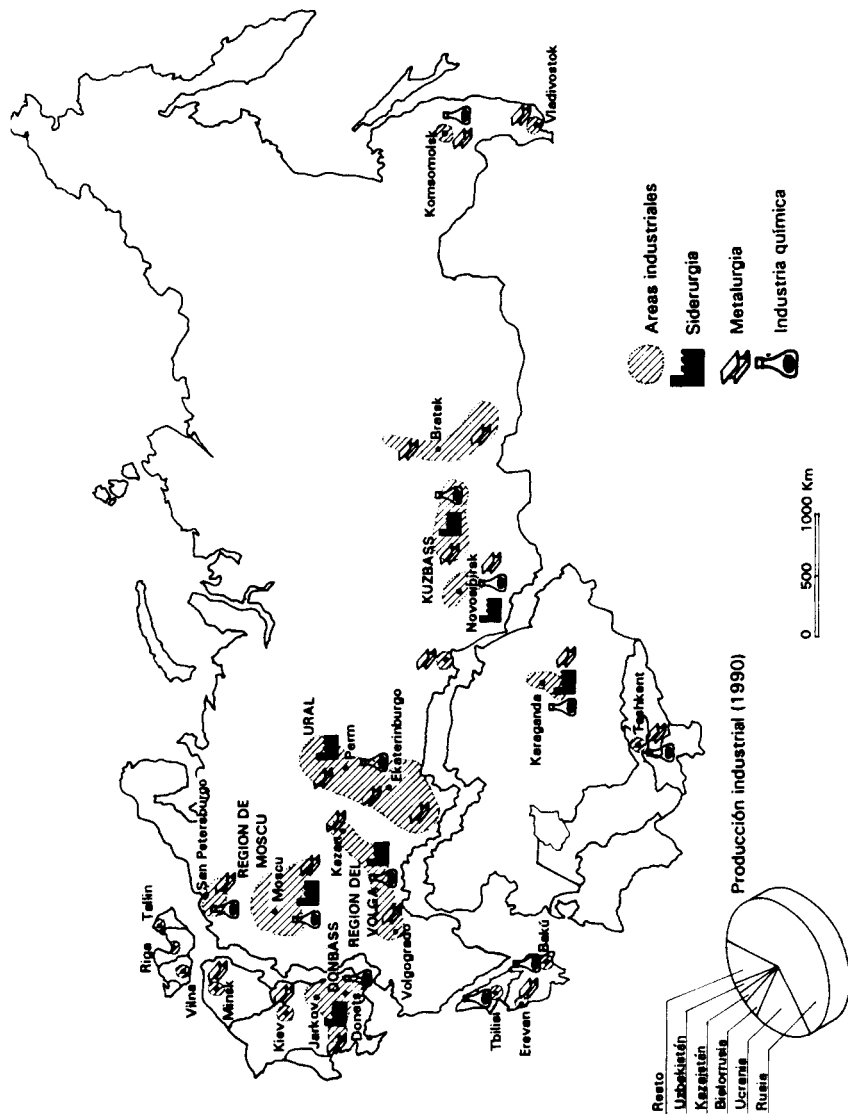 Tallin
Riga
Vilna
Minsk
Kiev
Jarkov
DONBASS
Donets
San Petersburgo
REGION DE
MOSCU
Moscu
REGION DEL
VOLGA
Volgogrado
Kazan
URAL
Perm
Ekaterinburgo
Tbilisi
Erevan
Bakú
Karaganda
Tashkent
KUZBASS
Novosibirsk
Bratsk
Komsomolsk
Vladivostok
Areas industriales
Siderurgia
Metalurgia
Industria química
0 500 1000 Km
Producción industrial (1990)
Resto
Uzbekistán
Kazajstán
Bielorrusia
Ucrania
Rusia